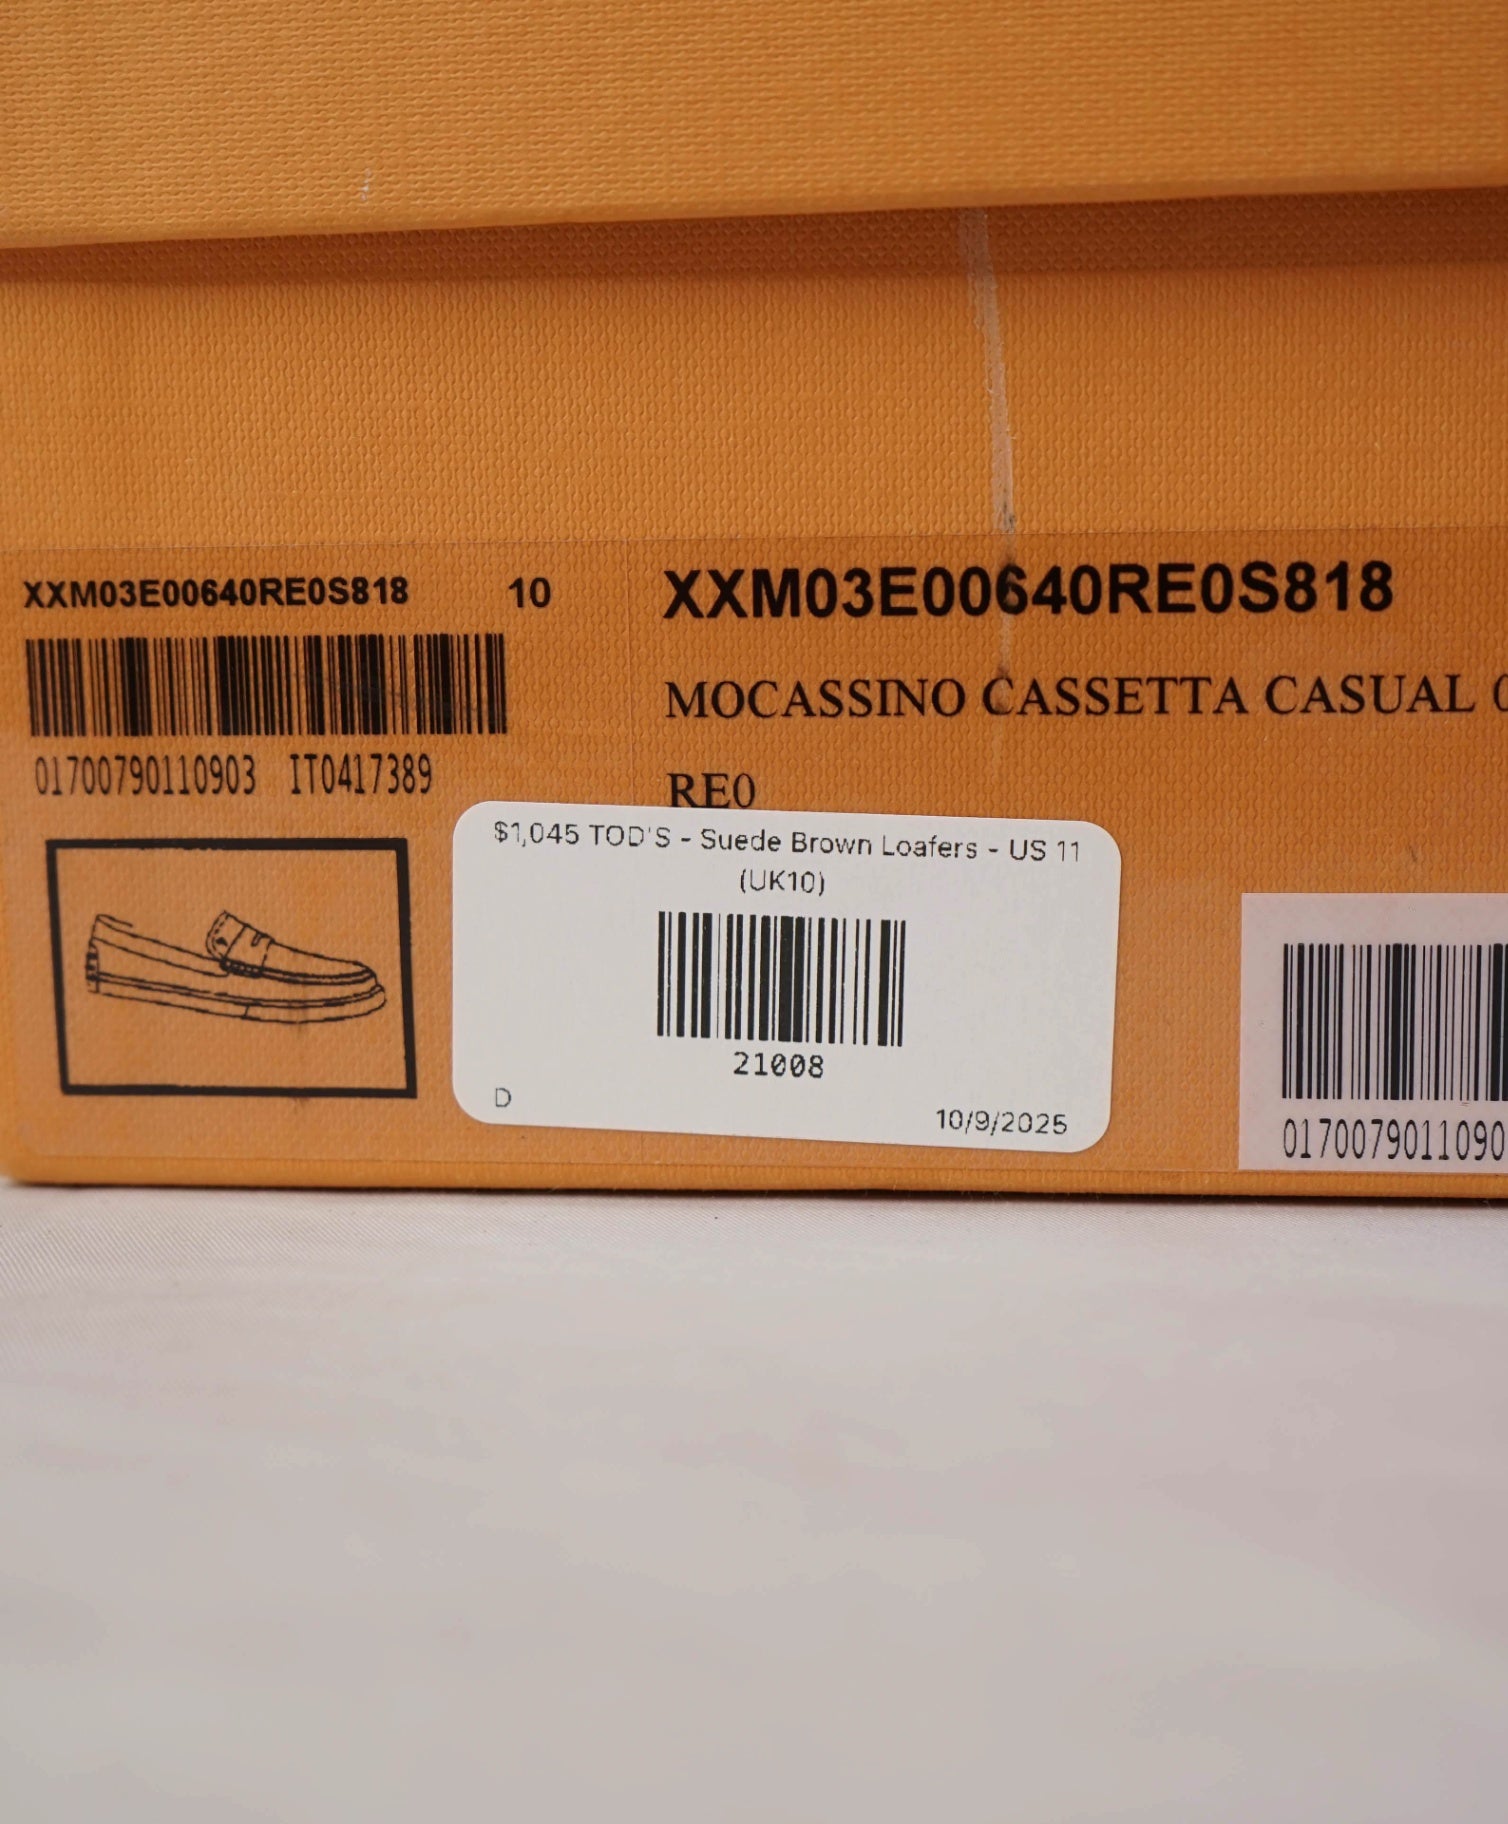 XXM03E00640RE0S818 10
01700790110903 IT0417389
XXM03E00640RE0S818
MOCASSINO CASSETTA CASUAL
RE0
$1,045 TOD'S - Suede Brown Loafers - US 11
(UK10)
21008
D
10/9/2025
0170079011090